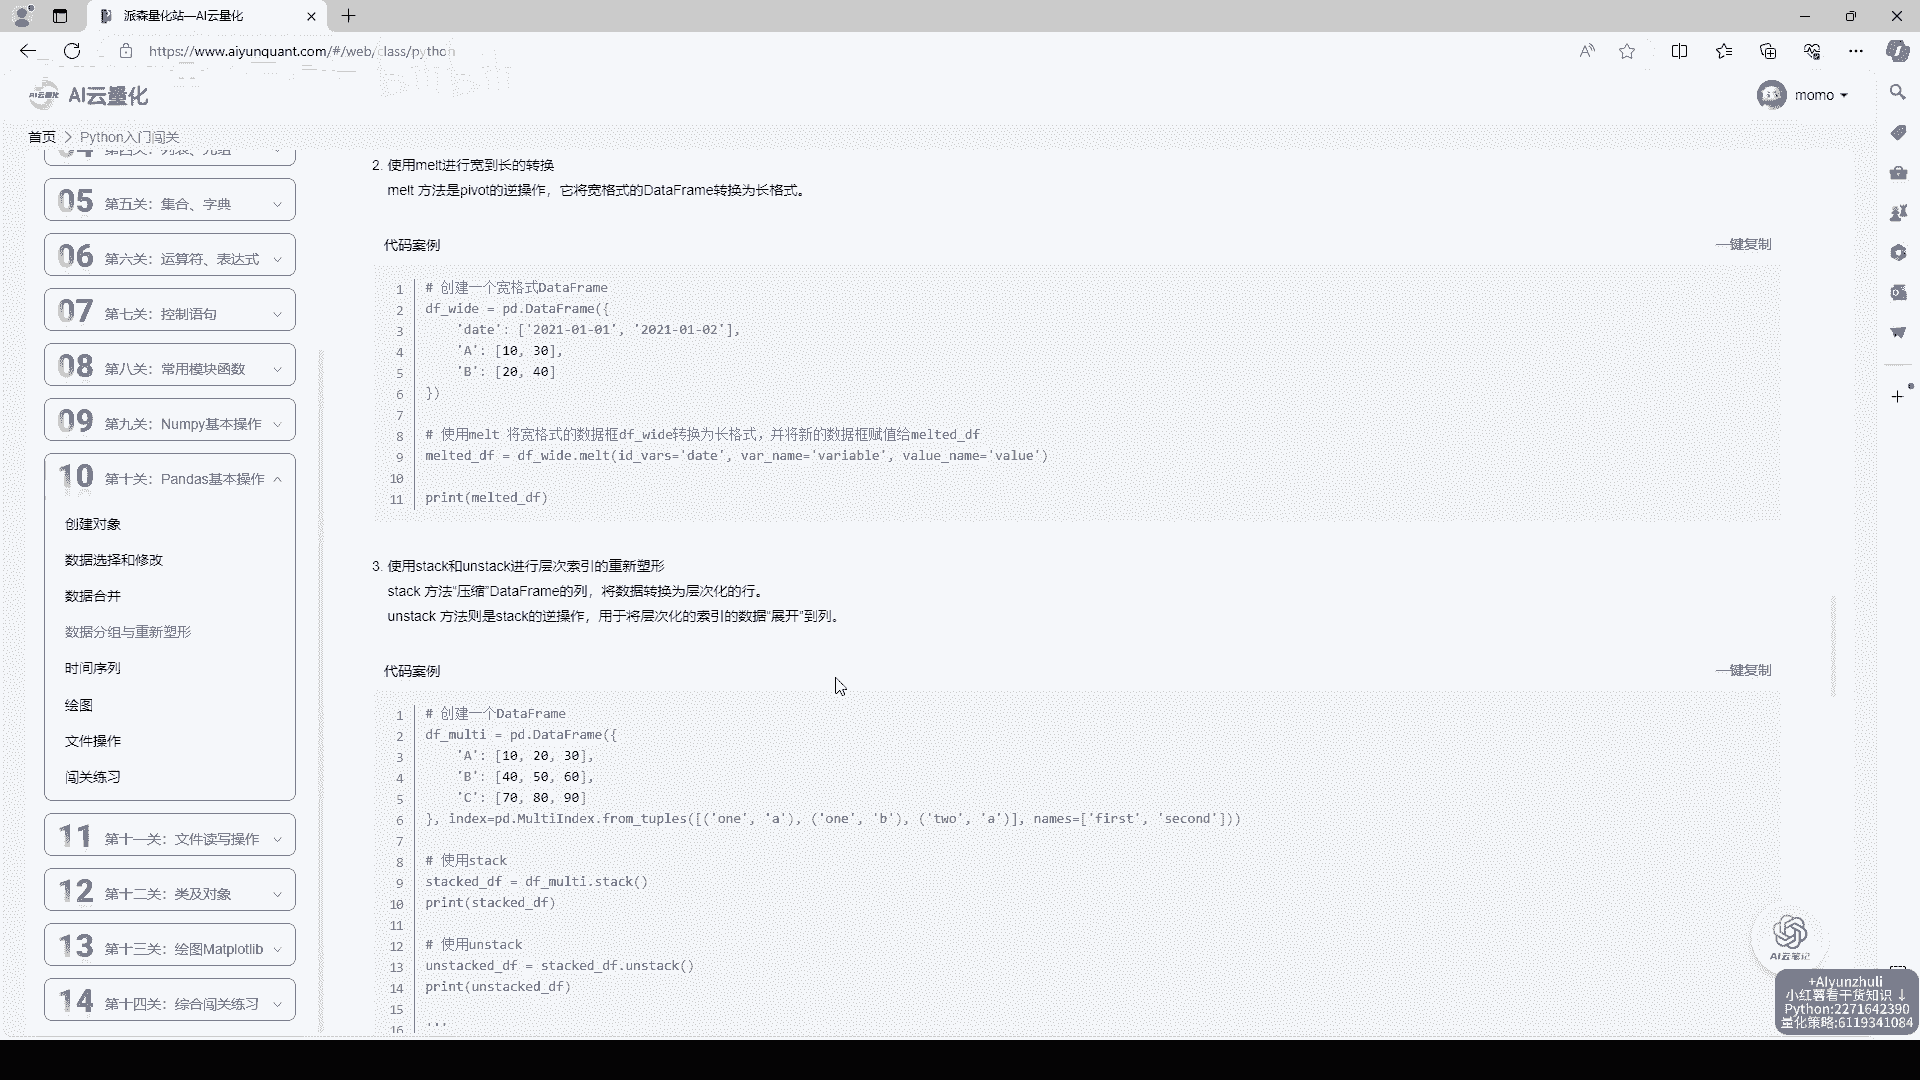 派森量化站—AI云量化
https://www.aiyunquant.com/#/web/class/python
AI云量化
momo
首页 > Python入门闯关
04 第四关：列表、元组
05 第五关：集合、字典
06 第六关：运算符、表达式
07 第七关：控制语句
08 第八关：常用模块函数
09 第九关：Numpy基本操作
10 第十关：Pandas基本操作
创建对象
数据选择和修改
数据合并
数据分组与重新塑形
时间序列
绘图
文件操作
闯关练习
11 第十一关：文件读写操作
12 第十二关：类及对象
13 第十三关：绘图Matplotlib
14 第十四关：综合闯关练习
2. 使用melt进行宽到长的转换
melt 方法是pivot的逆操作，它将宽格式的DataFrame转换为长格式。
代码案例
一键复制
1 # 创建一个宽格式DataFrame
2 df_wide = pd.DataFrame({
3     'date': ['2021-01-01', '2021-01-02'],
4     'A': [10, 30],
5     'B': [20, 40]
6 })
7
8 # 使用melt 将宽格式的数据框df_wide转换为长格式，并将新的数据框赋值给melted_df
9 melted_df = df_wide.melt(id_vars='date', var_name='variable', value_name='value')
10
11 print(melted_df)
3. 使用stack和unstack进行层次索引的重新塑形
stack 方法“压缩”DataFrame的列，将数据转换为层次化的行。
unstack 方法则是stack的逆操作，用于将层次化的索引的数据“展开”到列。
代码案例
一键复制
1 # 创建一个DataFrame
2 df_multi = pd.DataFrame({
3     'A': [10, 20, 30],
4     'B': [40, 50, 60],
5     'C': [70, 80, 90]
6 }, index=pd.MultiIndex.from_tuples([('one', 'a'), ('one', 'b'), ('two', 'a')], names=['first', 'second']))
7
8 # 使用stack
9 stacked_df = df_multi.stack()
10 print(stacked_df)
11
12 # 使用unstack
13 unstacked_df = stacked_df.unstack()
14 print(unstacked_df)
15
16 '''
AI云笔记
+AIyunzhuli
小红薯看干货知识 ↓
Python:2271642390
量化策略:6119341084